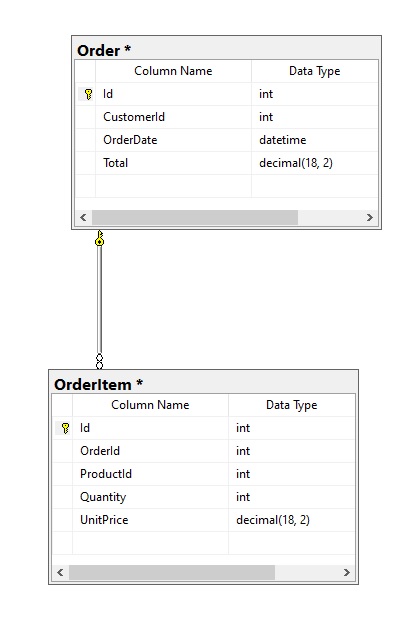 Order *
Column Name Data Type
Id int
CustomerId int
OrderDate datetime
Total decimal(18, 2)
OrderItem *
Column Name Data Type
Id int
OrderId int
ProductId int
Quantity int
UnitPrice decimal(18, 2)